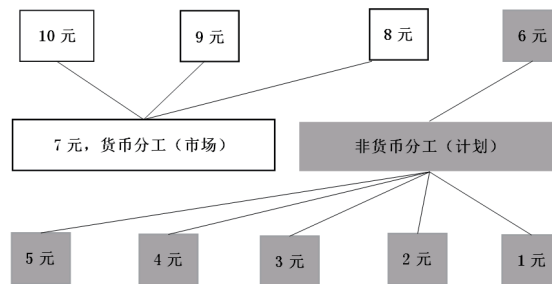 10 元
9 元
8 元
6 元
7 元，货币分工（市场）
非货币分工（计划）
5 元
4 元
3 元
2 元
1 元